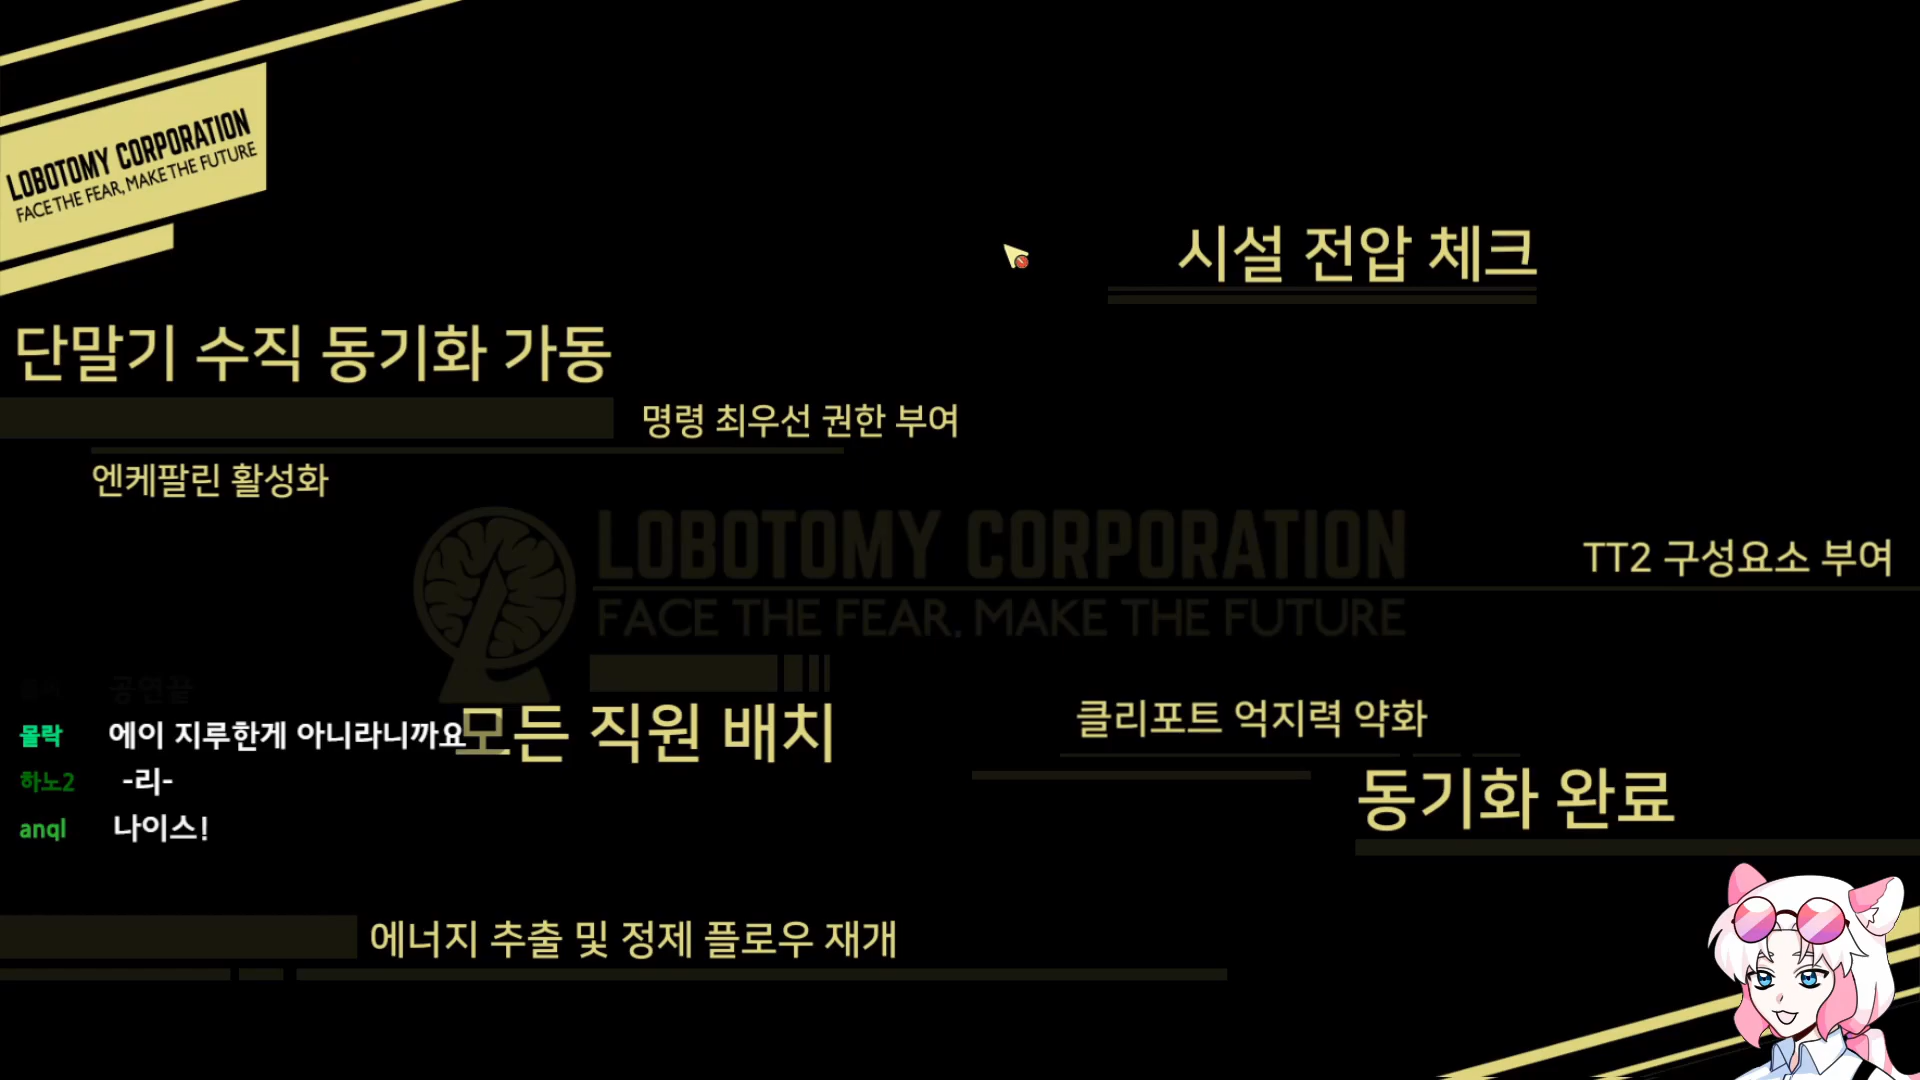 LOBOTOMY CORPORATION
FACE THE FEAR, MAKE THE FUTURE
시설 전압 체크
단말기 수직 동기화 가동
명령 최우선 권한 부여
엔케팔린 활성화
LOBOTOMY CORPORATION
FACE THE FEAR, MAKE THE FUTURE
TT2 구성요소 부여
공연끝
몰락 에이 지루한게 아니라니까요
모든 직원 배치
클리포트 억지력 약화
하노2 -리-
동기화 완료
anql 나이스!
에너지 추출 및 정제 플로우 재개